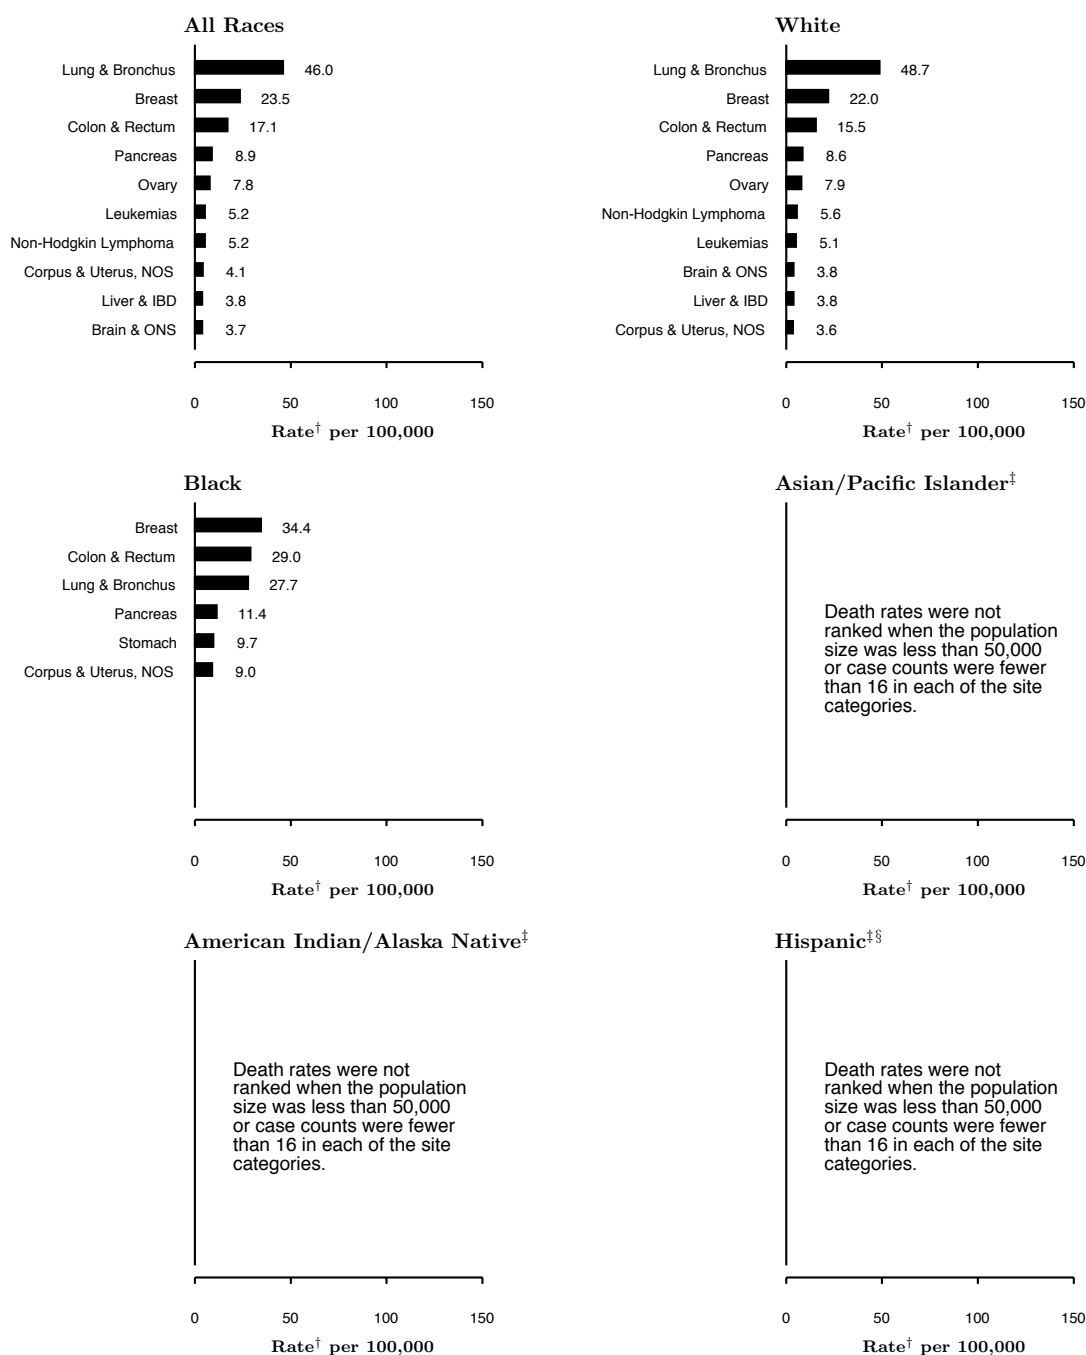 All Races
Lung & Bronchus 46.0
Breast 23.5
Colon & Rectum 17.1
Pancreas 8.9
Ovary 7.8
Leukemias 5.2
Non-Hodgkin Lymphoma 5.2
Corpus & Uterus, NOS 4.1
Liver & IBD 3.8
Brain & ONS 3.7
0 50 100 150
Rate† per 100,000
White
Lung & Bronchus 48.7
Breast 22.0
Colon & Rectum 15.5
Pancreas 8.6
Ovary 7.9
Non-Hodgkin Lymphoma 5.6
Leukemias 5.1
Brain & ONS 3.8
Liver & IBD 3.8
Corpus & Uterus, NOS 3.6
0 50 100 150
Rate† per 100,000
Black
Breast 34.4
Colon & Rectum 29.0
Lung & Bronchus 27.7
Pancreas 11.4
Stomach 9.7
Corpus & Uterus, NOS 9.0
0 50 100 150
Rate† per 100,000
Asian/Pacific Islander‡
Death rates were not
ranked when the population
size was less than 50,000
or case counts were fewer
than 16 in each of the site
categories.
0 50 100 150
Rate† per 100,000
American Indian/Alaska Native‡
Death rates were not
ranked when the population
size was less than 50,000
or case counts were fewer
than 16 in each of the site
categories.
0 50 100 150
Rate† per 100,000
Hispanic‡§
Death rates were not
ranked when the population
size was less than 50,000
or case counts were fewer
than 16 in each of the site
categories.
0 50 100 150
Rate† per 100,000